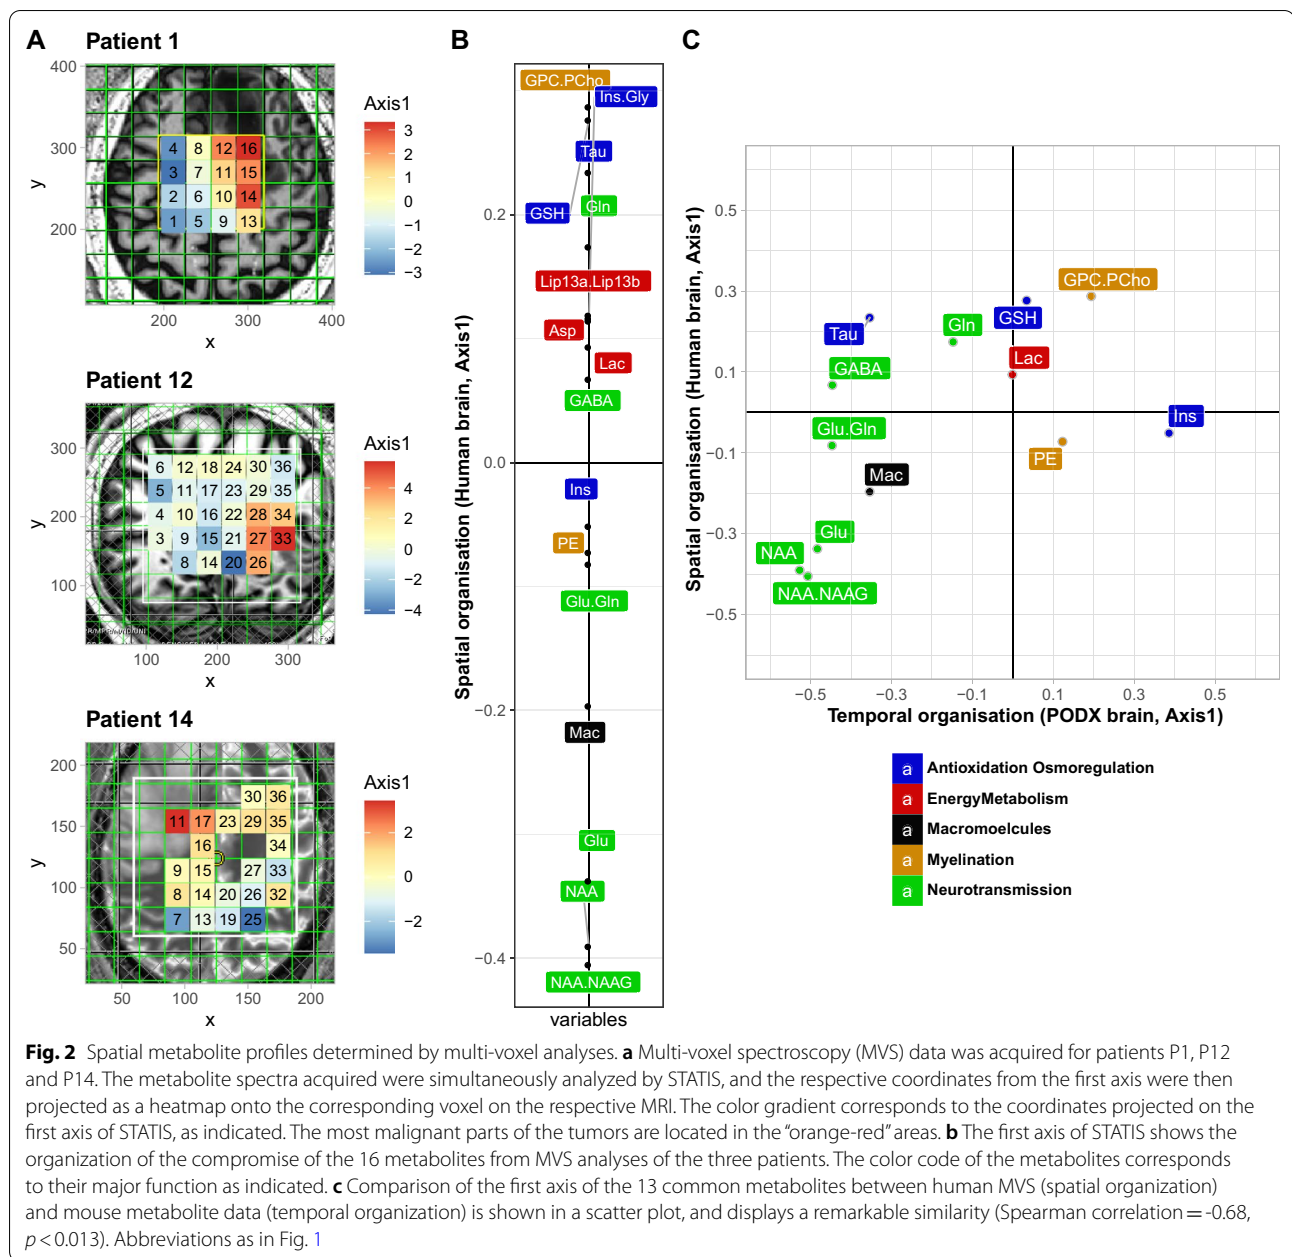 A
Patient 1
400
300
200
y
4 8 12 16
3 7 11 15
2 6 10 14
1 5 9 13
200 300 400
x
Axis1
3
2
1
0
−1
−2
−3
Patient 12
300
200
100
y
6 12 18 24 30 36
5 11 17 23 29 35
4 10 16 22 28 34
3 9 15 21 27 33
8 14 20 26
100 200 300
x
Axis1
4
2
0
−2
−4
Patient 14
200
150
100
50
y
30 36
11 17 23 29 35
16 34
9 15 27 33
8 14 20 26 32
7 13 19 25
50 100 150 200
x
Axis1
2
0
−2
B
Spatial organisation (Human brain, Axis1)
0.2
0.0
−0.2
−0.4
GPC.PCho
Ins.Gly
Tau
GSH
Gln
Lip13a.Lip13b
Asp
Lac
GABA
Ins
PE
Glu.Gln
Mac
Glu
NAA
NAA.NAAG
variables
C
Spatial organisation (Human brain, Axis1)
0.5
0.3
0.1
−0.1
−0.3
−0.5
GPC.PCho
GSH
Tau
Gln
Lac
GABA
Ins
Glu.Gln
PE
Mac
Glu
NAA
NAA.NAAG
−0.5 −0.3 −0.1 0.1 0.3 0.5
Temporal organisation (PODX brain, Axis1)
a Antioxidation Osmoregulation
a EnergyMetabolism
a Macromoelcules
a Myelination
a Neurotransmission
Fig. 2 Spatial metabolite profiles determined by multi-voxel analyses. a Multi-voxel spectroscopy (MVS) data was acquired for patients P1, P12
and P14. The metabolite spectra acquired were simultaneously analyzed by STATIS, and the respective coordinates from the first axis were then
projected as a heatmap onto the corresponding voxel on the respective MRI. The color gradient corresponds to the coordinates projected on the
first axis of STATIS, as indicated. The most malignant parts of the tumors are located in the “orange-red” areas. b The first axis of STATIS shows the
organization of the compromise of the 16 metabolites from MVS analyses of the three patients. The color code of the metabolites corresponds
to their major function as indicated. c Comparison of the first axis of the 13 common metabolites between human MVS (spatial organization)
and mouse metabolite data (temporal organization) is shown in a scatter plot, and displays a remarkable similarity (Spearman correlation = -0.68,
p < 0.013). Abbreviations as in Fig. 1